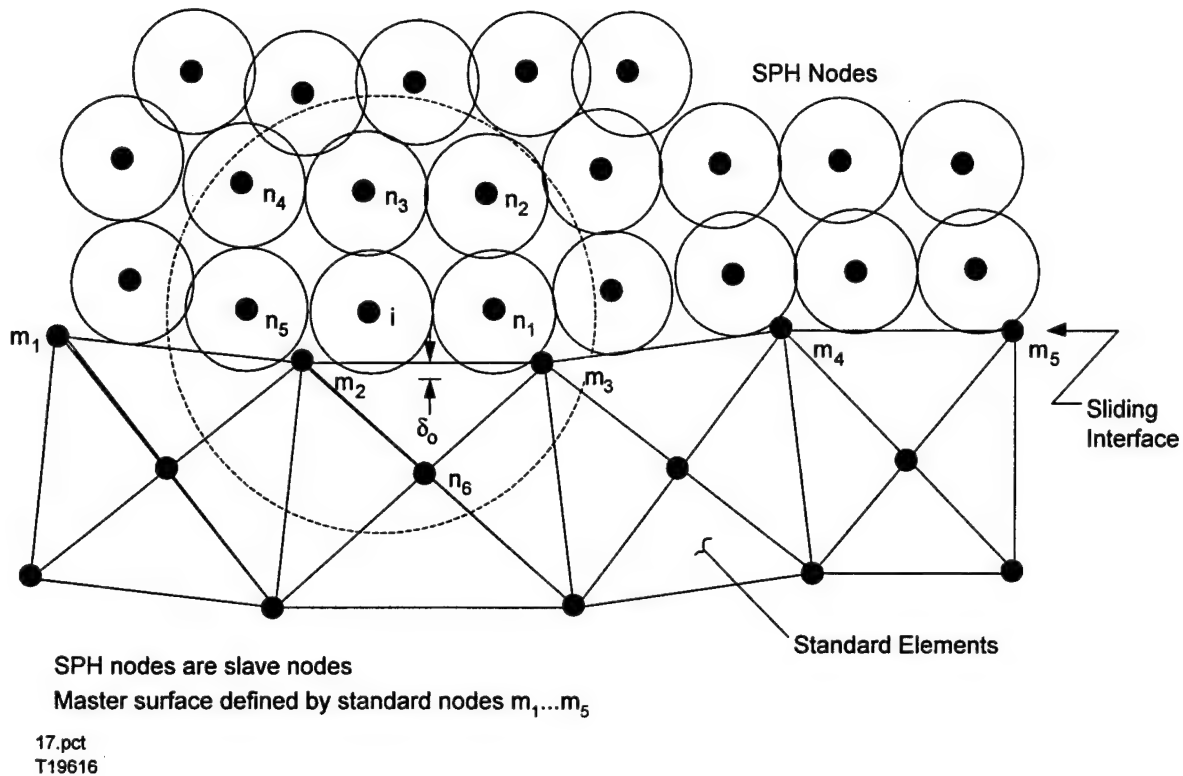 SPH Nodes
n₄
n₃
n₂
n₅
i
n₁
m₁
m₂
m₃
m₄
m₅
δₒ
n₆
Sliding
Interface
Standard Elements
SPH nodes are slave nodes
Master surface defined by standard nodes m₁...m₅
17.pct
T19616